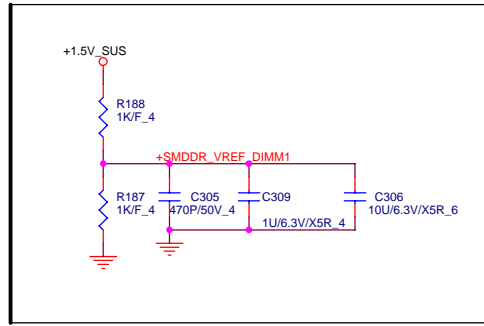 +1.5V_SUS
R188
1K/F_4
+SMDDR_VREF_DIMM1
R187
1K/F_4
C305
470P/50V_4
C309
1U/6.3V/X5R_4
C306
10U/6.3V/X5R_6